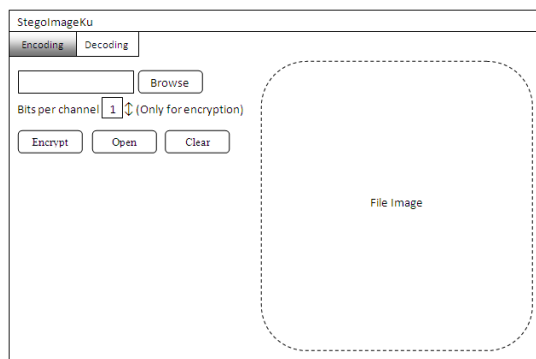 StegoImageKu
Encoding Decoding
Browse
Bits per channel 1 (Only for encryption)
Encrypt Open Clear
File Image